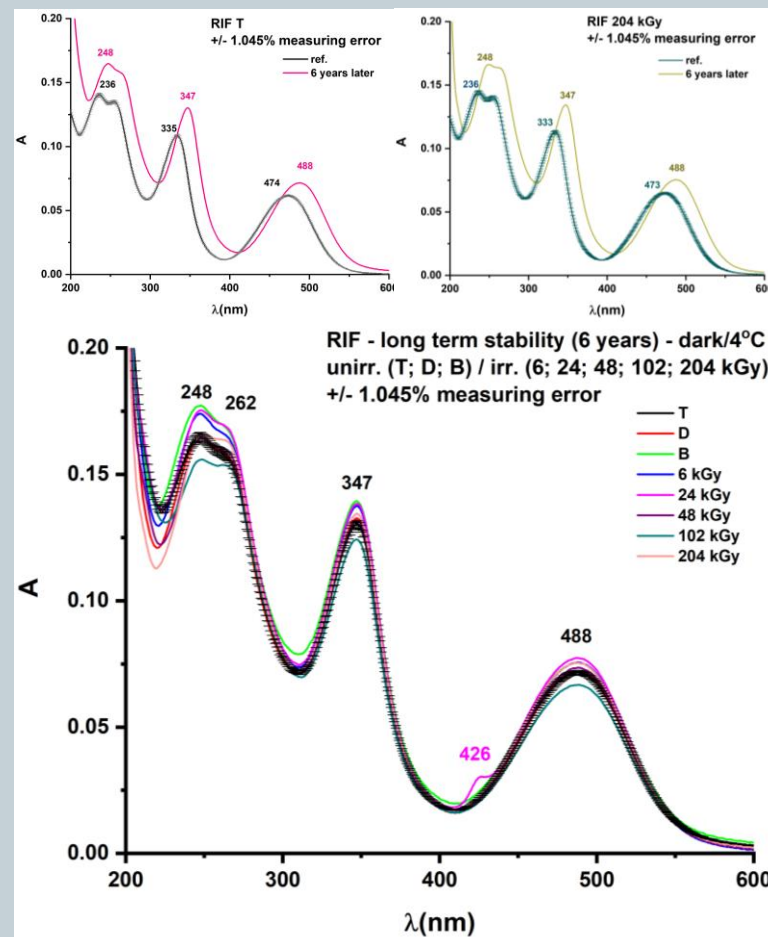 RIF T
+/- 1.045% measuring error
ref.
6 years later
248
236
347
335
488
474
0.20
0.15
0.10
0.05
0.00
A
200
300
400
500
600
λ(nm)
RIF 204 kGy
+/- 1.045% measuring error
ref.
6 years later
248
236
347
333
488
473
0.20
0.15
0.10
0.05
0.00
A
200
300
400
500
600
λ(nm)
RIF - long term stability (6 years) - dark/4°C
unirr. (T; D; B) / irr. (6; 24; 48; 102; 204 kGy)
+/- 1.045% measuring error
T
D
B
6 kGy
24 kGy
48 kGy
102 kGy
204 kGy
248
262
347
488
426
0.20
0.15
0.10
0.05
0.00
A
200
300
400
500
600
λ(nm)